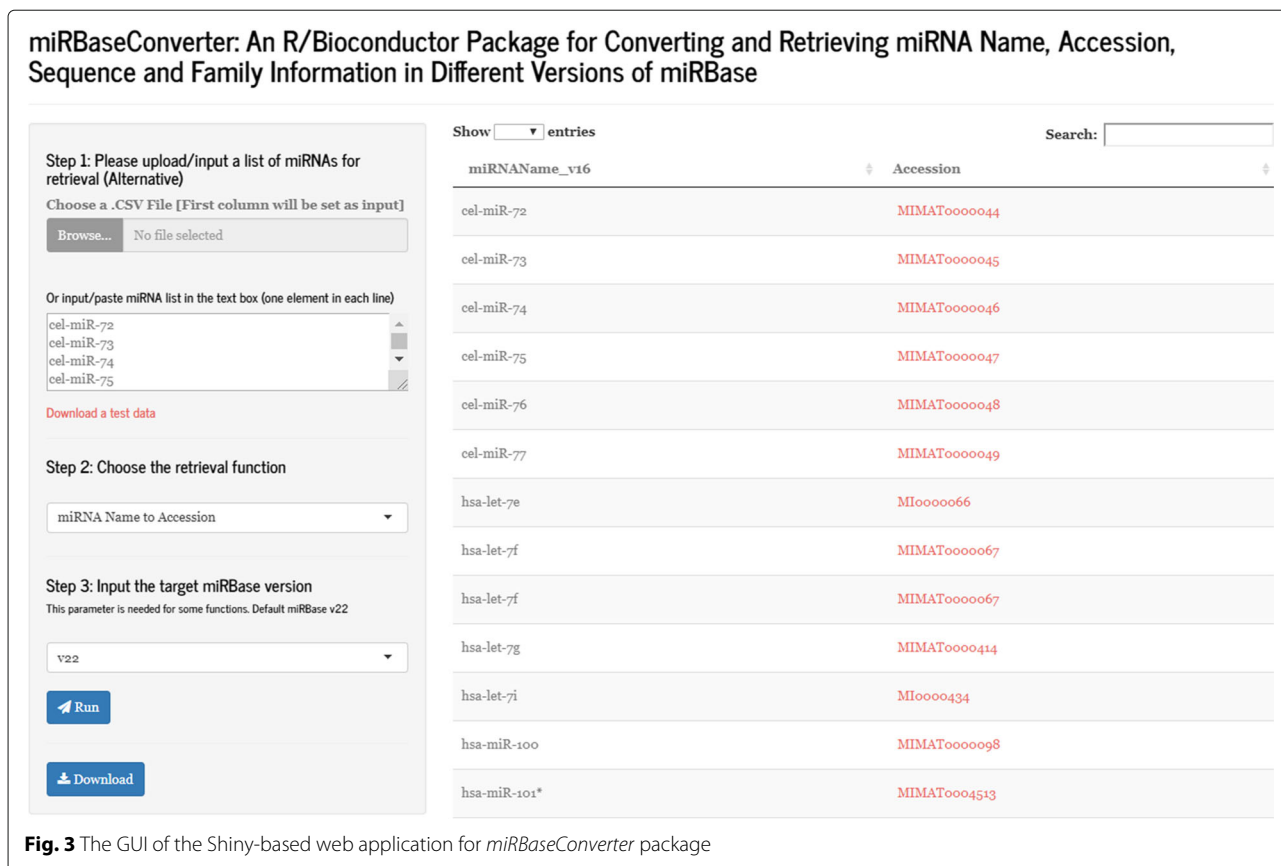 miRBaseConverter: An R/Bioconductor Package for Converting and Retrieving miRNA Name, Accession,
Sequence and Family Information in Different Versions of miRBase
Step 1: Please upload/input a list of miRNAs for
retrieval (Alternative)
Choose a .CSV File [First column will be set as input]
Browse... No file selected
Or input/paste miRNA list in the text box (one element in each line)
cel-miR-72
cel-miR-73
cel-miR-74
cel-miR-75
Download a test data
Step 2: Choose the retrieval function
miRNA Name to Accession
Step 3: Input the target miRBase version
This parameter is needed for some functions. Default miRBase v22
v22
Run
Download
Show entries
Search:
miRNAName_v16 Accession
cel-miR-72 MIMAT0000044
cel-miR-73 MIMAT0000045
cel-miR-74 MIMAT0000046
cel-miR-75 MIMAT0000047
cel-miR-76 MIMAT0000048
cel-miR-77 MIMAT0000049
hsa-let-7e MI0000066
hsa-let-7f MIMAT0000067
hsa-let-7f MIMAT0000067
hsa-let-7g MIMAT0000414
hsa-let-7i MI0000434
hsa-miR-100 MIMAT0000098
hsa-miR-101* MIMAT0004513
Fig. 3 The GUI of the Shiny-based web application for miRBaseConverter package